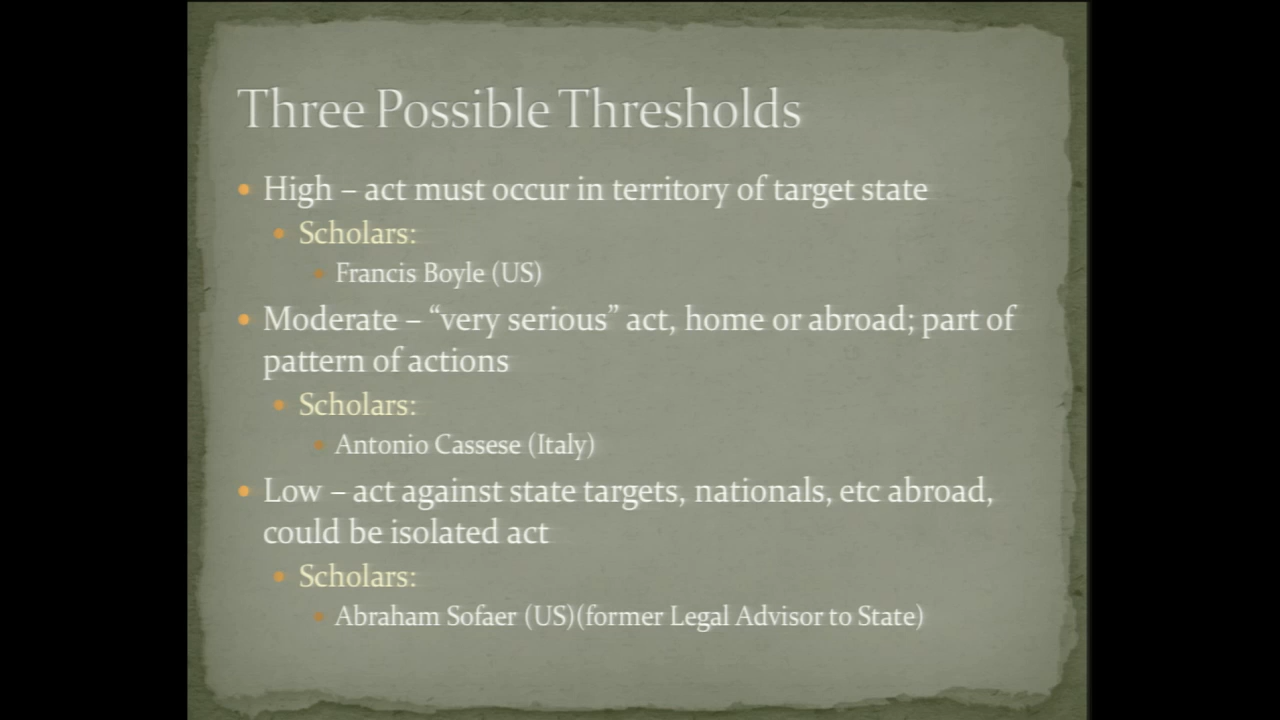 Three Possible Thresholds
• High – act must occur in territory of target state
• Scholars:
• Francis Boyle (US)
• Moderate – “very serious” act, home or abroad; part of
pattern of actions
• Scholars:
• Antonio Cassese (Italy)
• Low – act against state targets, nationals, etc abroad,
could be isolated act
• Scholars:
• Abraham Sofaer (US)(former Legal Advisor to State)